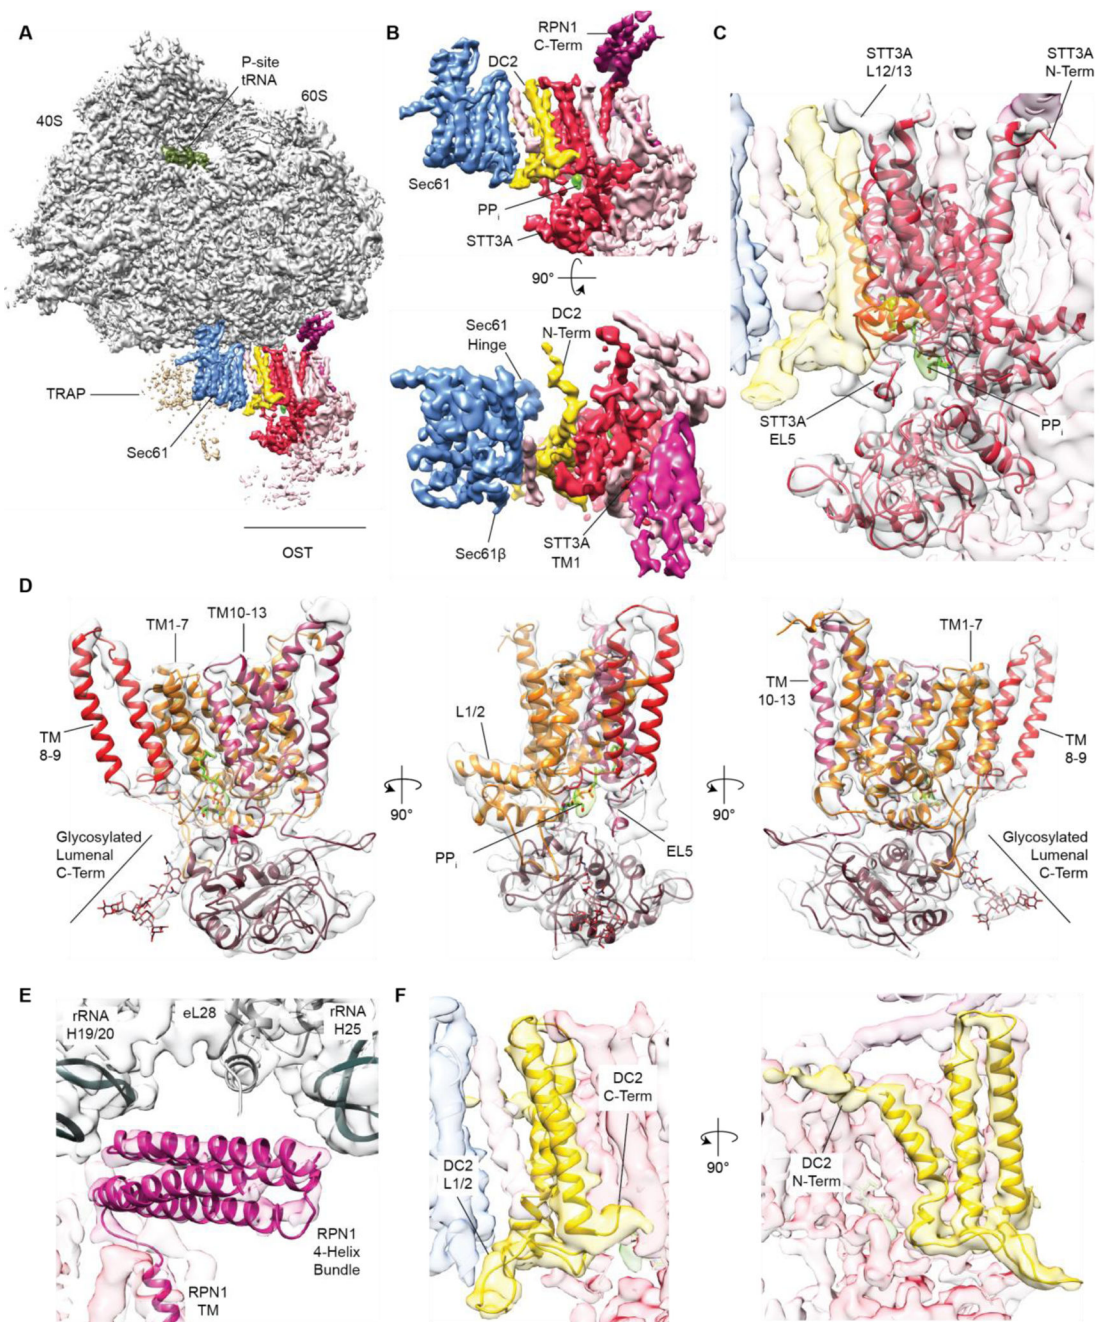 A
P-site
tRNA
60S
40S
TRAP
Sec61
OST
B
RPN1
C-Term
DC2
Sec61
PPi
STT3A
90°
DC2
N-Term
Sec61
Hinge
Sec61β
STT3A
TM1
C
STT3A
L12/13
STT3A
N-Term
STT3A
EL5
PPi
D
TM1-7
TM10-13
TM
8-9
Glycosylated
Lumenal
C-Term
90°
L1/2
PPi
EL5
90°
TM1-7
TM
10-13
TM
8-9
Glycosylated
Lumenal
C-Term
E
rRNA
H19/20
eL28
rRNA
H25
RPN1
4-Helix
Bundle
RPN1
TM
F
DC2
C-Term
DC2
L1/2
90°
DC2
N-Term